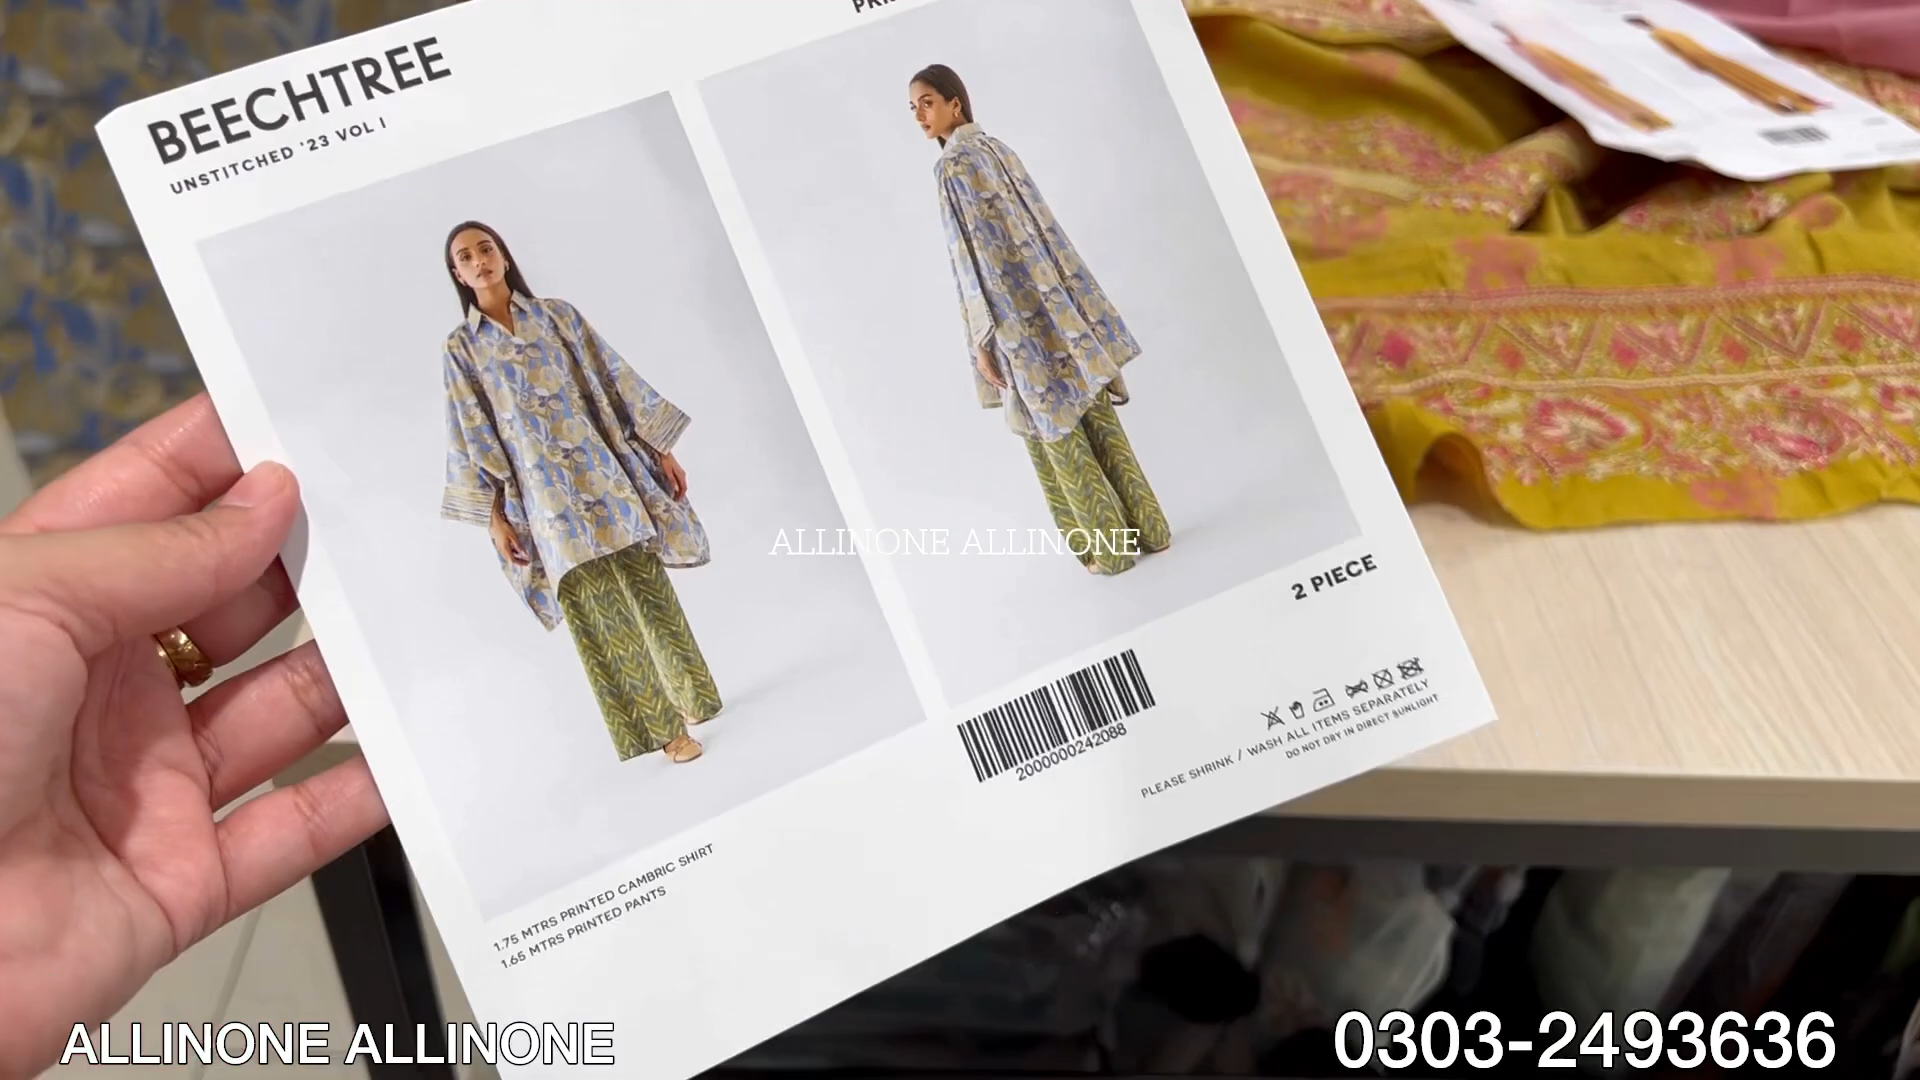 BEECHTREE
UNSTITCHED '23 VOL I
ALLINONE ALLINONE
2 PIECE
2000000242088
PLEASE SHRINK / WASH ALL ITEMS SEPARATELY
DO NOT DRY IN DIRECT SUNLIGHT
1.75 MTRS PRINTED CAMBRIC SHIRT
1.65 MTRS PRINTED PANTS
ALLINONE ALLINONE
0303-2493636